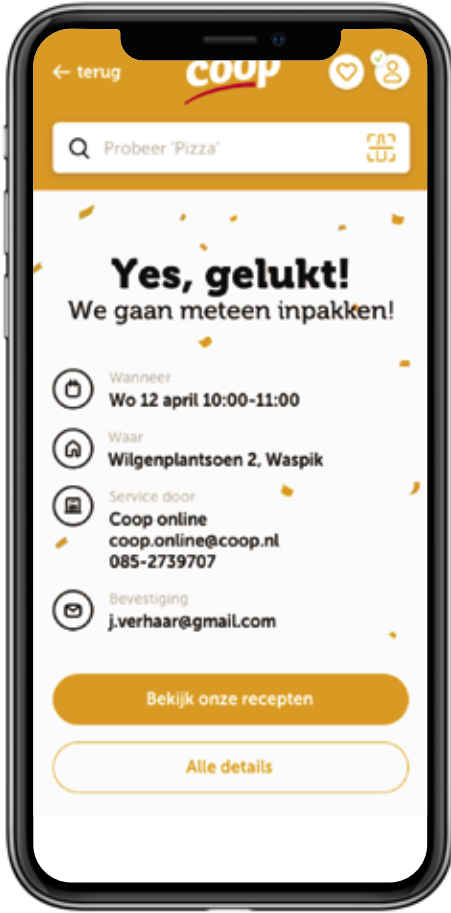 ← terug
coop
Probeer 'Pizza'
Yes, gelukt!
We gaan meteen inpakken!
Wanneer
Wo 12 april 10:00-11:00
Waar
Wilgenplantsoen 2, Waspik
Service door
Coop online
coop.online@coop.nl
085-2739707
Bevestiging
j.verhaar@gmail.com
Bekijk onze recepten
Alle details